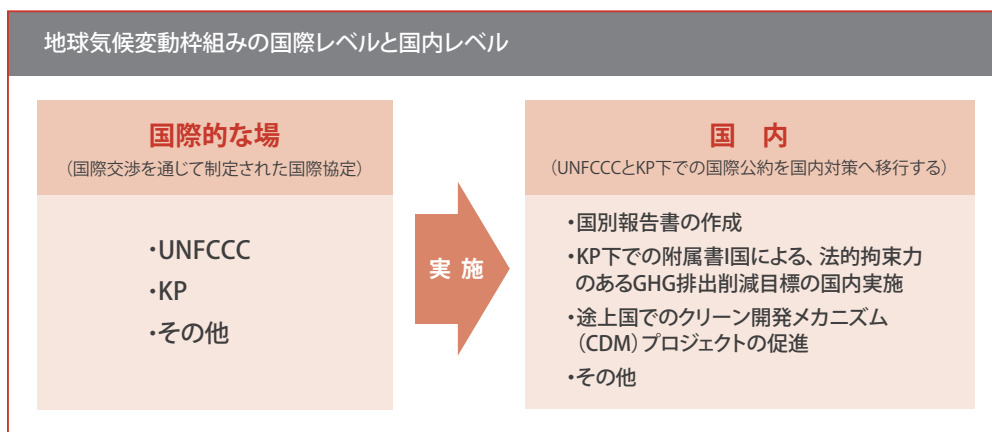 地球気候変動枠組みの国際レベルと国内レベル
国際的な場
（国際交渉を通じて制定された国際協定）
・UNFCCC
・KP
・その他
実 施
国 内
（UNFCCCとKP下での国際公約を国内対策へ移行する）
・国別報告書の作成
・KP下での附属書I国による、法的拘束力
のあるGHG排出削減目標の国内実施
・途上国でのクリーン開発メカニズム
（CDM）プロジェクトの促進
・その他